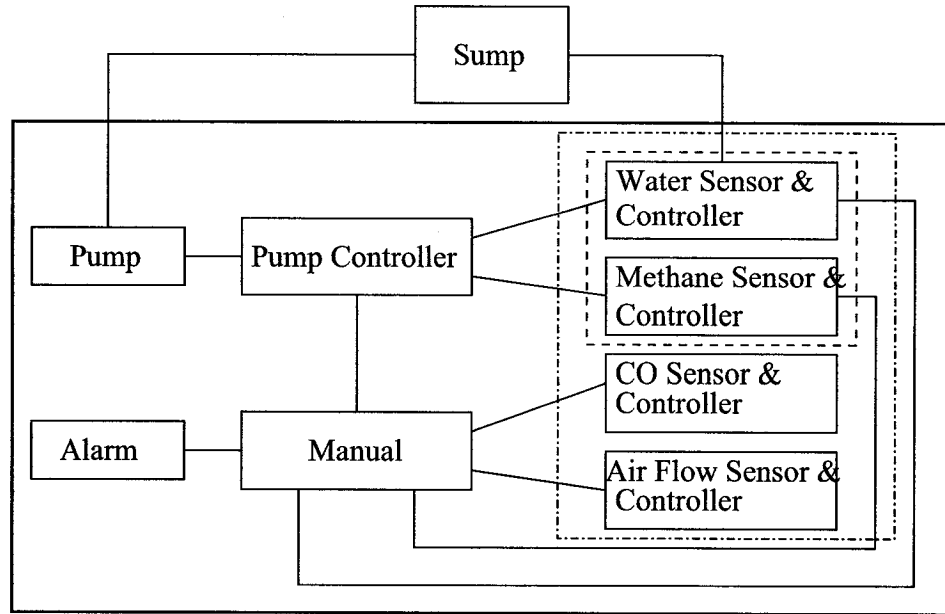 Sump
Water Sensor &
Controller
Pump
Pump Controller
Methane Sensor &
Controller
CO Sensor &
Controller
Alarm
Manual
Air Flow Sensor &
Controller